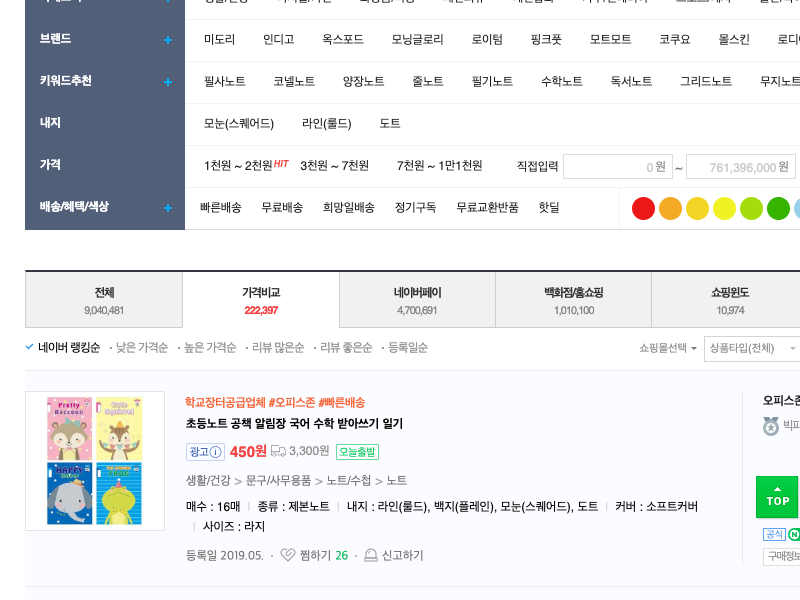 브랜드 + 미도리 인디고 옥스포드 모닝글로리 로이텀 핑크풋 모트모트 코쿠요 몰스킨 로디
키워드추천 + 필사노트 코넬노트 양장노트 줄노트 필기노트 수학노트 독서노트 그리드노트 무지노트
내지 모눈(스퀘어드) 라인(룰드) 도트
가격 1천원 ~ 2천원 HIT 3천원 ~ 7천원 7천원 ~ 1만1천원 직접입력 0 원 ~ 761,396,000 원
배송/혜택/색상 + 빠른배송 무료배송 희망일배송 정기구독 무료교환반품 핫딜
전체 가격비교 네이버페이 백화점/홈쇼핑 쇼핑윈도
9,040,481 222,397 4,700,691 1,010,100 10,974
네이버 랭킹순 · 낮은 가격순 · 높은 가격순 · 리뷰 많은순 · 리뷰 좋은순 · 등록일순 쇼핑몰선택 상품타입(전체)
Pretty Raccoon
Cute Squirrel
HAPPY
학교장터공급업체 #오피스존 #빠른배송
초등노트 공책 알림장 국어 수학 받아쓰기 일기
광고 450원 3,300원 오늘출발
생활/건강 > 문구/사무용품 > 노트/수첩 > 노트
매수 : 16매 | 종류 : 제본노트 | 내지 : 라인(룰드), 백지(플레인), 모눈(스퀘어드), 도트 | 커버 : 소프트커버
| 사이즈 : 라지
등록일 2019.05. · 찜하기 26 · 신고하기
오피스존
빅파
TOP
공식 N
구매정보